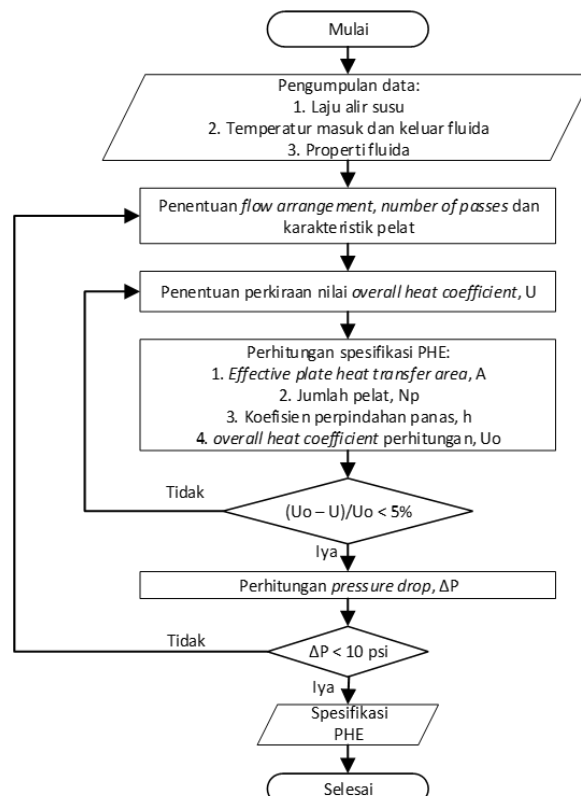 Mulai
Pengumpulan data:
1. Laju alir susu
2. Temperatur masuk dan keluar fluida
3. Properti fluida
Penentuan flow arrangement, number of passes dan
karakteristik pelat
Penentuan perkiraan nilai overall heat coefficient, U
Perhitungan spesifikasi PHE:
1. Effective plate heat transfer area, A
2. Jumlah pelat, Np
3. Koefisien perpindahan panas, h
4. overall heat coefficient perhitungan, Uo
Tidak
(Uo – U)/Uo < 5%
Iya
Perhitungan pressure drop, ΔP
Tidak
ΔP < 10 psi
Iya
Spesifikasi
PHE
Selesai